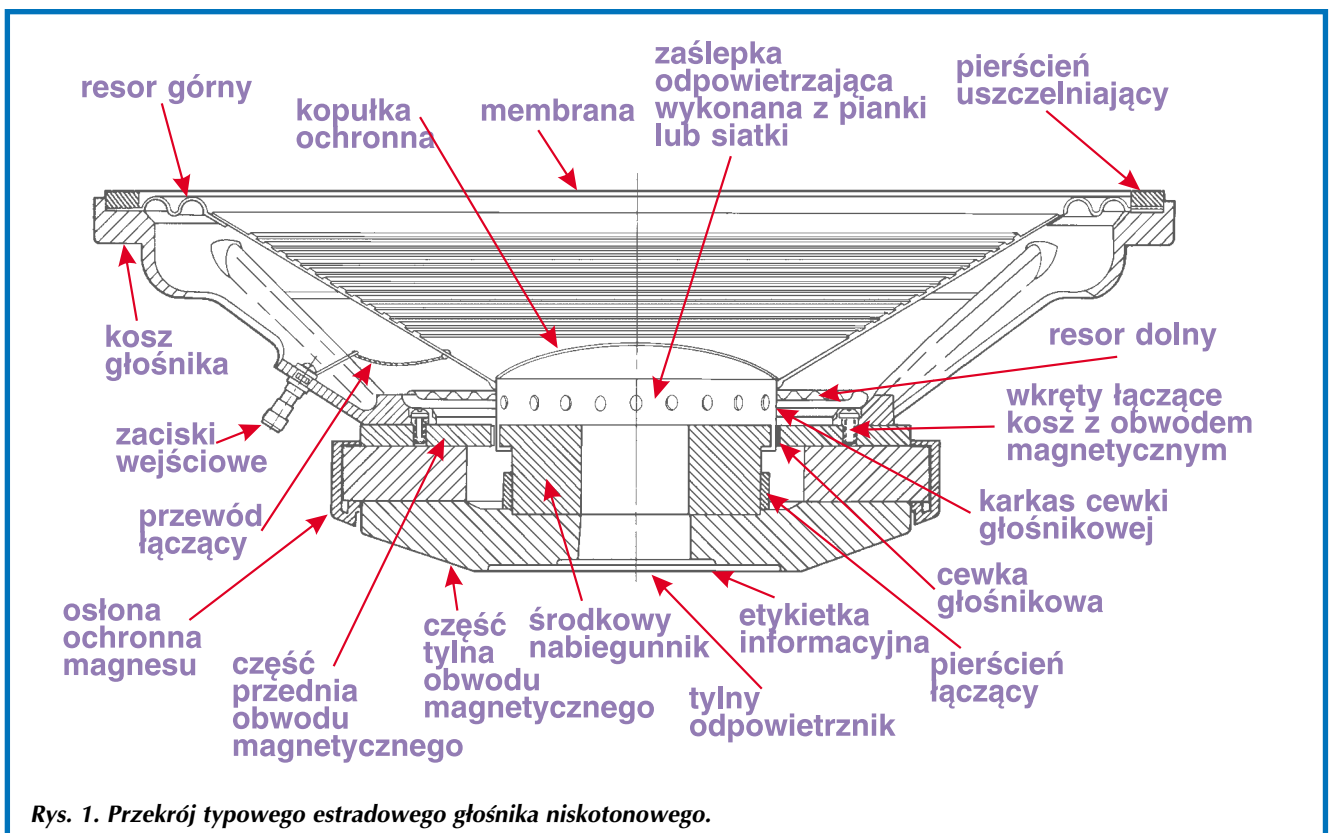 resor górny
kopułka
ochronna
membrana
zaślepka
odpowietrzająca
wykonana z pianki
lub siatki
pierścień
uszczelniający
kosz
głośnika
zaciski
wejściowe
przewód
łączący
osłona
ochronna
magnesu
część
przednia
obwodu
magnetycznego
część
tylna
obwodu
magnetycznego
środkowy
nabiegunnik
tylny
odpowietrznik
etykietka
informacyjna
resor dolny
wkręty łączące
kosz z obwodem
magnetycznym
karkas cewki
głośnikowej
cewka
głośnikowa
pierścień
łączący
Rys. 1. Przekrój typowego estradowego głośnika niskotonowego.